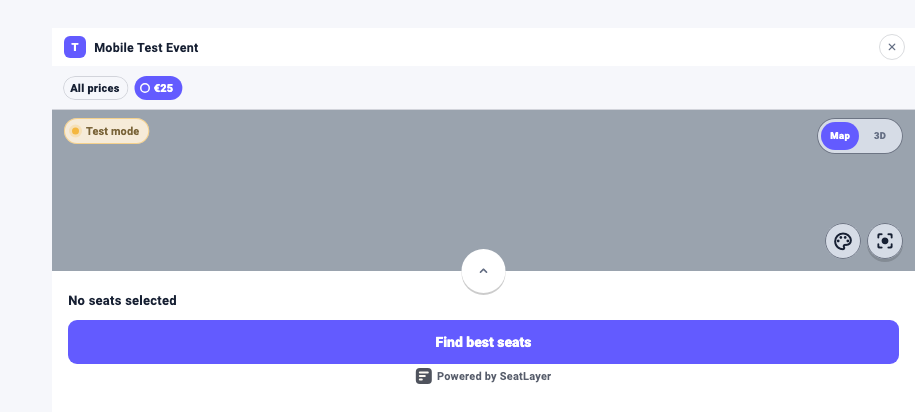 T Mobile Test Event
All prices €25
Test mode
Map 3D
No seats selected
Find best seats
Powered by SeatLayer